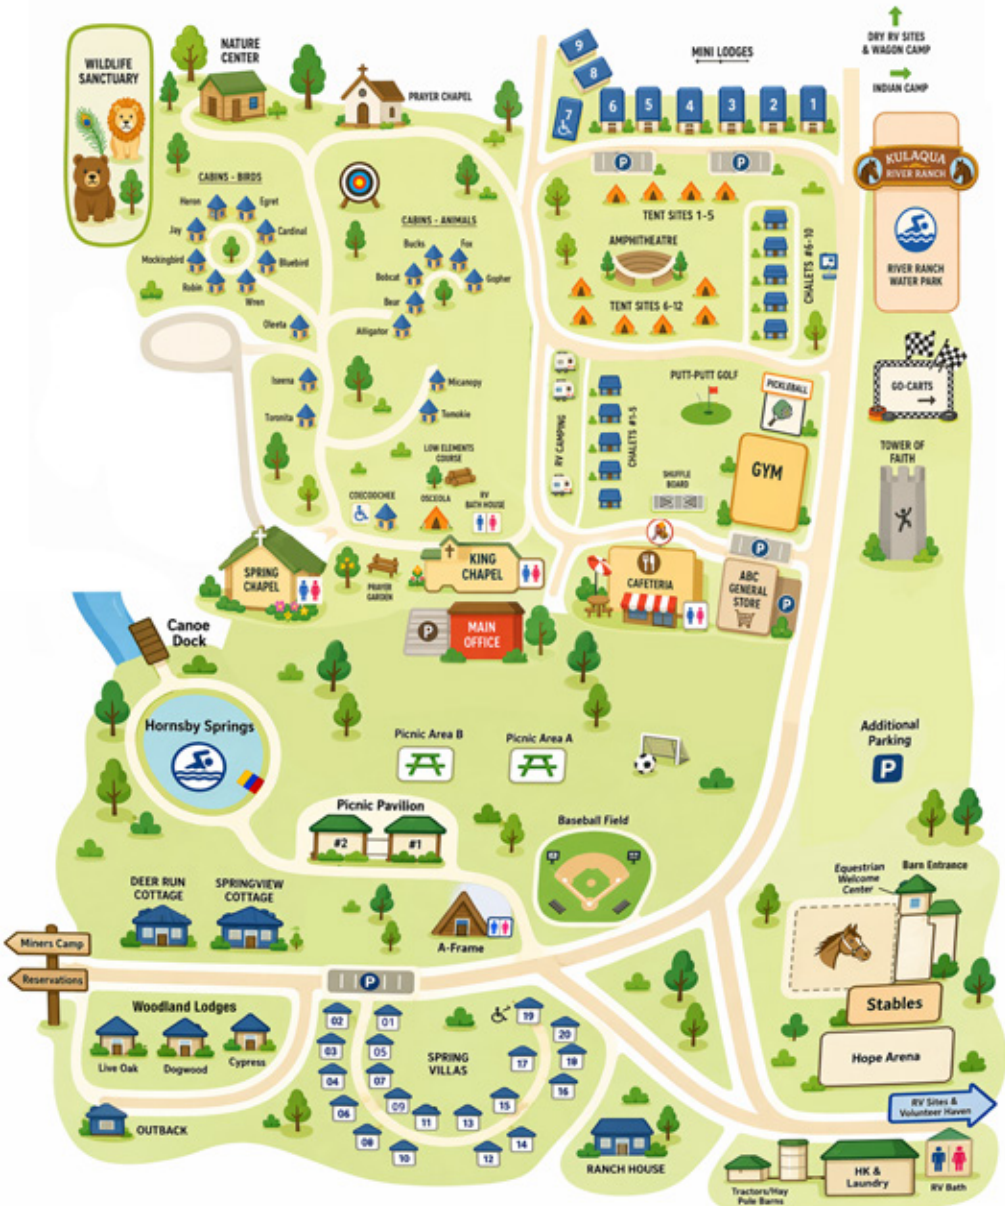 WILDLIFE
SANCTUARY
NATURE
CENTER
PRAYER CHAPEL
MINI LODGES
9
8
7
6
5
4
3
2
1
P
P
DRY RV SITES
& WAGON CAMP
INDIAN CAMP
KULAQUA
RIVER RANCH
RIVER RANCH
WATER PARK
CABINS - BIRDS
Heron
Egret
Jay
Cardinal
Mockingbird
Bluebird
Robin
Wren
Oleeta
CABINS - ANIMALS
Bucks
Fox
Bobcat
Gopher
Bear
Alligator
TENT SITES 1-5
AMPHITHEATRE
TENT SITES 6-12
CHALETS #6-10
Iseena
Toronita
Micanopy
Tomokie
LOW ELEMENTS
COURSE
COECOOCHEE
OSCEOLA
RV
BATH HOUSE
RV CAMPING
CHALETS #1-5
PUTT-PUTT GOLF
PICKLEBALL
SHUFFLE
BOARD
GYM
GO-CARTS
TOWER OF
FAITH
SPRING
CHAPEL
PRAYER
GARDEN
KING
CHAPEL
CAFETERIA
P
ABC
GENERAL
STORE
P
P
MAIN
OFFICE
Canoe
Dock
Hornsby Springs
Picnic Area B
Picnic Area A
Additional
Parking
P
Picnic Pavilion
#2
#1
Baseball Field
DEER RUN
COTTAGE
SPRINGVIEW
COTTAGE
A-Frame
Equestrian
Welcome
Center
Barn Entrance
Stables
Hope Arena
Miners Camp
Reservations
P
Woodland Lodges
Live Oak
Dogwood
Cypress
OUTBACK
SPRING
VILLAS
02
01
03
05
04
07
06
09
08
11
10
13
12
15
14
17
16
18
19
20
RANCH HOUSE
RV Sites &
Volunteer Haven
Tractors/Hay
Pole Barns
HK &
Laundry
RV Bath